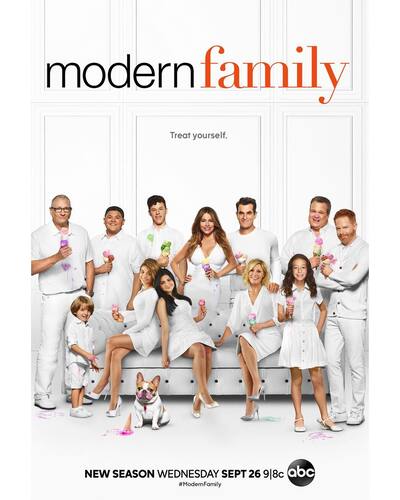 modern family
Treat yourself.
NEW SEASON WEDNESDAY SEPT 26 9|8c abc
#ModernFamily